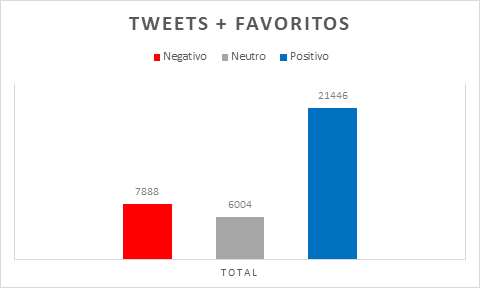 TWEETS + FAVORITOS
Negativo Neutro Positivo
21446
7888
6004
TOTAL